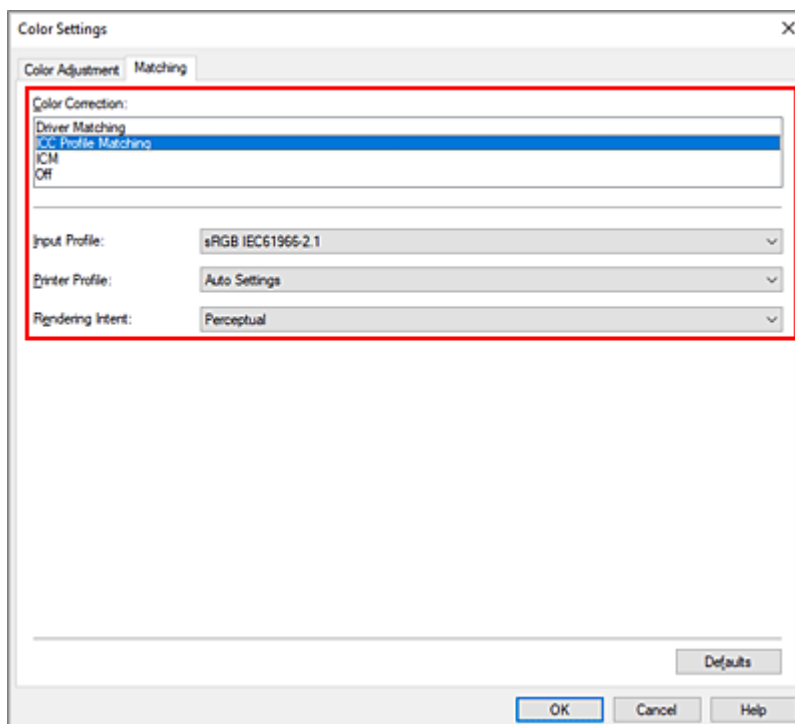 Color Settings
Color Adjustment Matching
Color Correction:
Driver Matching
ICC Profile Matching
ICM
Off
Input Profile: sRGB IEC61966-2.1
Printer Profile: Auto Settings
Rendering Intent: Perceptual
Defaults
OK Cancel Help